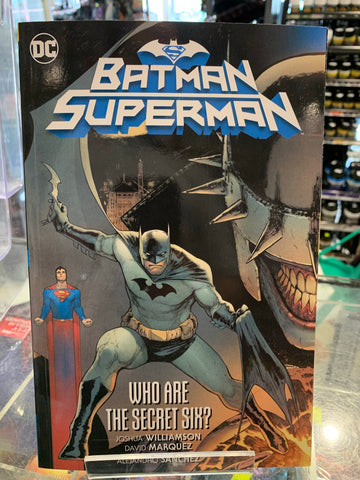 DC
S
BATMAN
SUPERMAN
WHO ARE
THE SECRET SIX?
JOSHUA WILLIAMSON
DAVID MARQUEZ
ALEJANDRO SANCHEZ